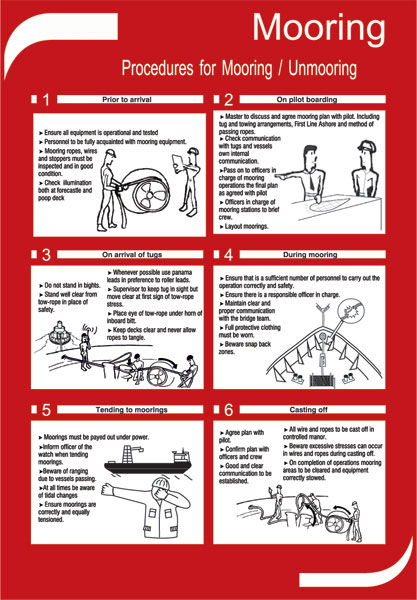 Mooring
Procedures for Mooring / Unmooring
1
Prior to arrival
➤ Ensure all equipment is operational and tested
➤ Personnel to be fully acquainted with mooring equipment.
➤ Mooring ropes, wires
and stoppers must be
inspected and in good
condition.
➤ Check illumination
both at forecastle and
poop deck
2
On pilot boarding
➤ Master to discuss and agree mooring plan with pilot. Including
tug and towing arrangements, First Line Ashore and method of
passing ropes.
➤ Check communication
with tugs and vessels
own internal
communication.
➤Pass on to officers in
charge of mooring
operations the final plan
as agreed with pilot
➤ Officers in charge of
mooring stations to brief
crew.
➤ Layout moorings.
3
On arrival of tugs
➤ Do not stand in bights.
➤ Stand well clear from
tow-rope in place of
safety.
➤ Whenever possible use panama
leads in preference to roller leads.
➤ Supervisor to keep tug in sight but
move clear at first sign of tow-rope
stress.
➤ Place eye of tow-rope under horn of
inboard bitt.
➤ Keep decks clear and never allow
ropes to tangle.
4
During mooring
➤ Ensure that is a sufficient number of personnel to carry out the
operation correctly and safety.
➤ Ensure there is a responsible officer in charge.
➤ Maintain clear and
proper communication
with the bridge team.
➤ Full protective clothing
must be worn.
➤ Beware snap back
zones.
5
Tending to moorings
➤ Moorings must be payed out under power.
➤Inform officer of the
watch when tending
moorings.
➤Beware of ranging
due to vessels passing.
➤At all times be aware
of tidal changes
➤ Ensure moorings are
correctly and equally
tensioned.
6
Casting off
➤ Agree plan with
pilot.
➤ Confirm plan with
officers and crew
➤ Good and clear
communication to be
established.
➤ All wire and ropes to be cast off in
controlled manor.
➤ Beware excessive stresses can occur
in wires and ropes during casting off.
➤ On completion of operations mooring
areas to be cleared and equipment
correctly stowed.